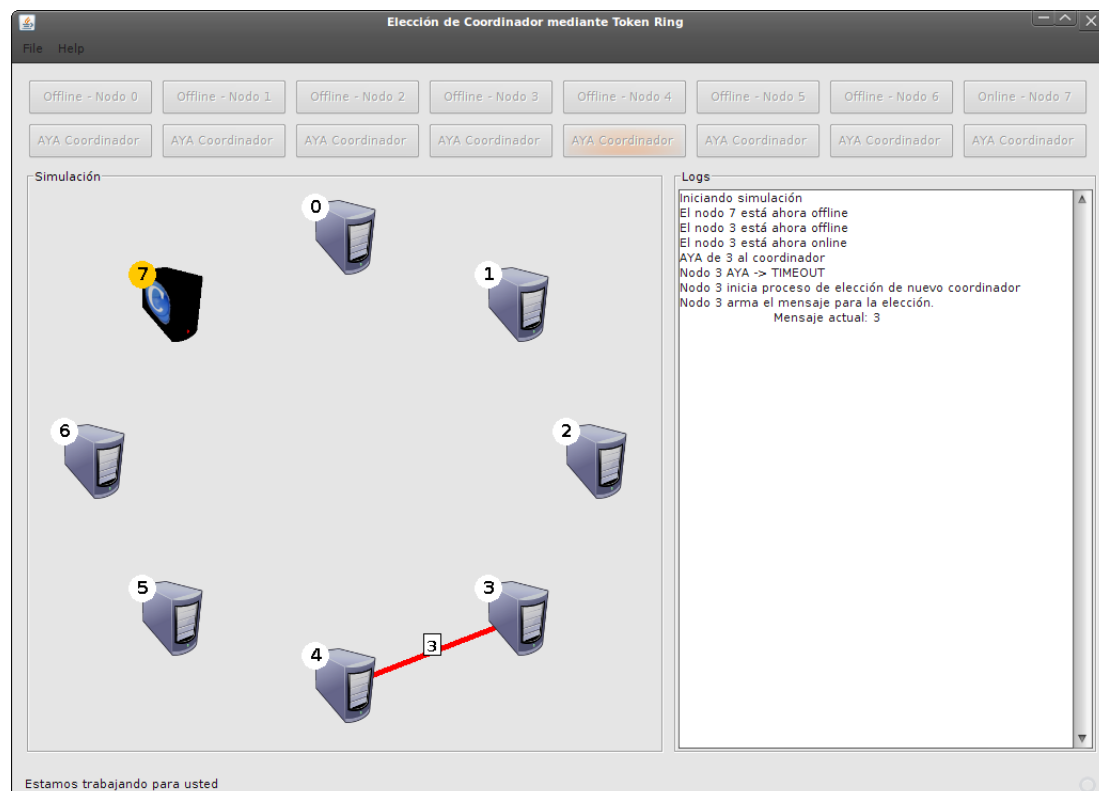 Elección de Coordinador mediante Token Ring
File Help
Offline - Nodo 0 Offline - Nodo 1 Offline - Nodo 2 Offline - Nodo 3 Offline - Nodo 4 Offline - Nodo 5 Offline - Nodo 6 Online - Nodo 7
AYA Coordinador AYA Coordinador AYA Coordinador AYA Coordinador AYA Coordinador AYA Coordinador AYA Coordinador AYA Coordinador
Simulación
0
7
1
6
2
5
3
3
4
Logs
Iniciando simulación
El nodo 7 está ahora offline
El nodo 3 está ahora offline
El nodo 3 está ahora online
AYA de 3 al coordinador
Nodo 3 AYA -> TIMEOUT
Nodo 3 inicia proceso de elección de nuevo coordinador
Nodo 3 arma el mensaje para la elección.
Mensaje actual: 3
Estamos trabajando para usted